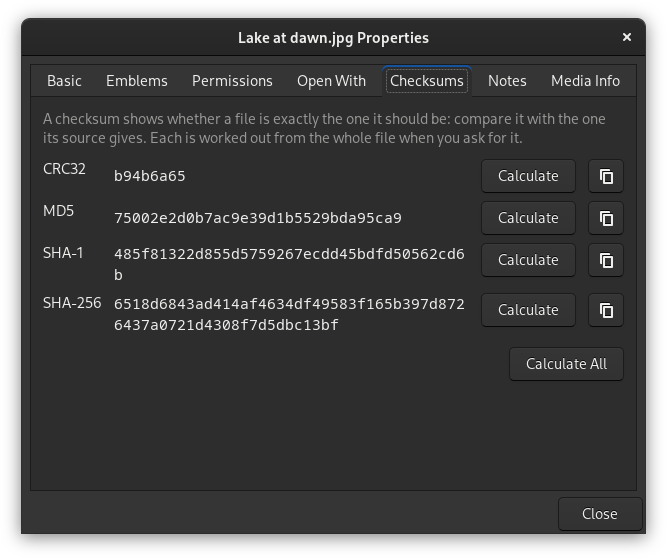 Lake at dawn.jpg Properties
Basic Emblems Permissions Open With Checksums Notes Media Info
A checksum shows whether a file is exactly the one it should be: compare it with the one
its source gives. Each is worked out from the whole file when you ask for it.
CRC32 b94b6a65 Calculate
MD5 75002e2d0b7ac9e39d1b5529bda95ca9 Calculate
SHA-1 485f81322d855d5759267ecdd45bdfd50562cd6 Calculate
b
SHA-256 6518d6843ad414af4634df49583f165b397d872 Calculate
6437a0721d4308f7d5dbc13bf
Calculate All
Close